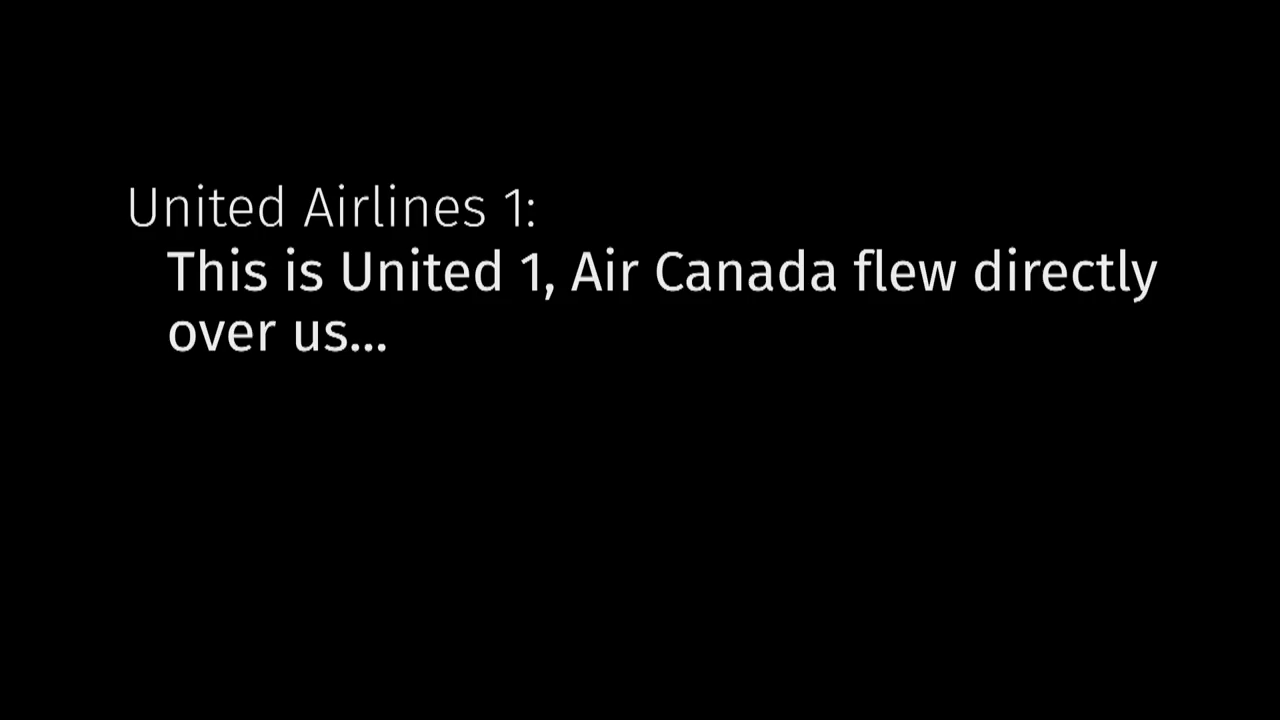 United Airlines 1:
This is United 1, Air Canada flew directly
over us...